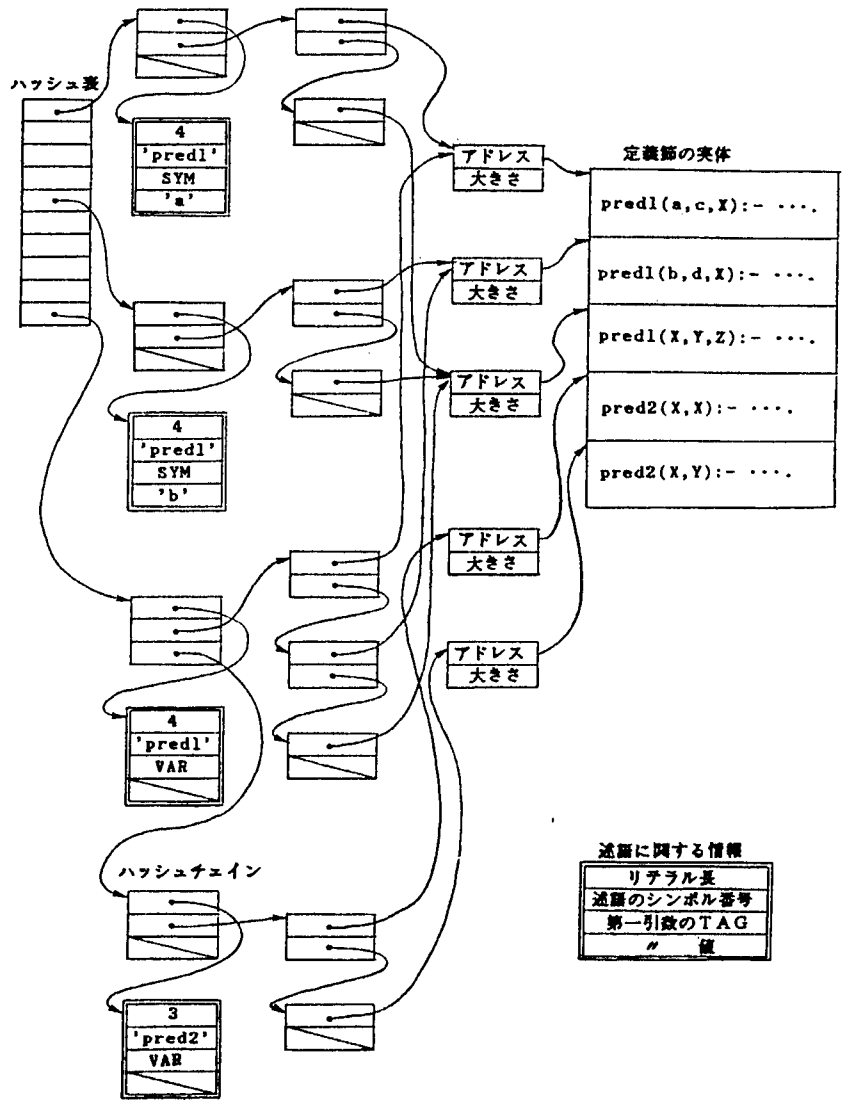 ハッシュ表
4
'pred1'
SYM
'a'
アドレス
大きさ
定義節の実体
pred1(a,c,X):- ‥‥.
pred1(b,d,X):- ‥‥.
pred1(X,Y,Z):- ‥‥.
pred2(X,X):- ‥‥.
pred2(X,Y):- ‥‥.
アドレス
大きさ
アドレス
大きさ
4
'pred1'
SYM
'b'
アドレス
大きさ
アドレス
大きさ
4
'pred1'
VAR
ハッシュチェイン
3
'pred2'
VAR
述語に関する情報
リテラル長
述語のシンボル番号
第一引数のTAG
〃 値